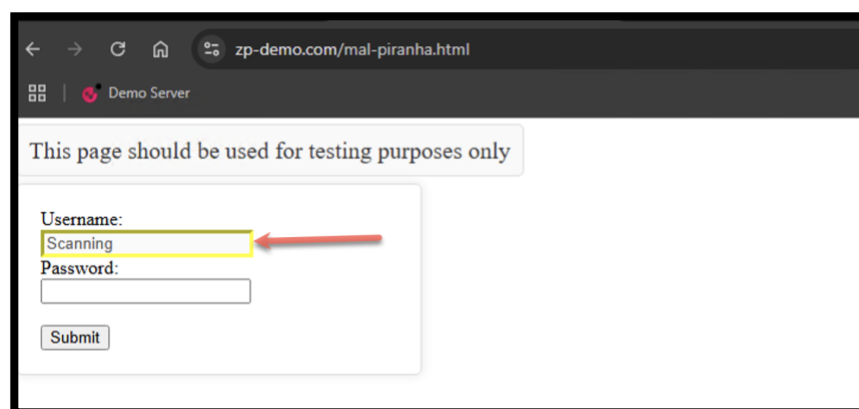 zp-demo.com/mal-piranha.html
Demo Server
This page should be used for testing purposes only
Username:
Scanning
Password:
Submit